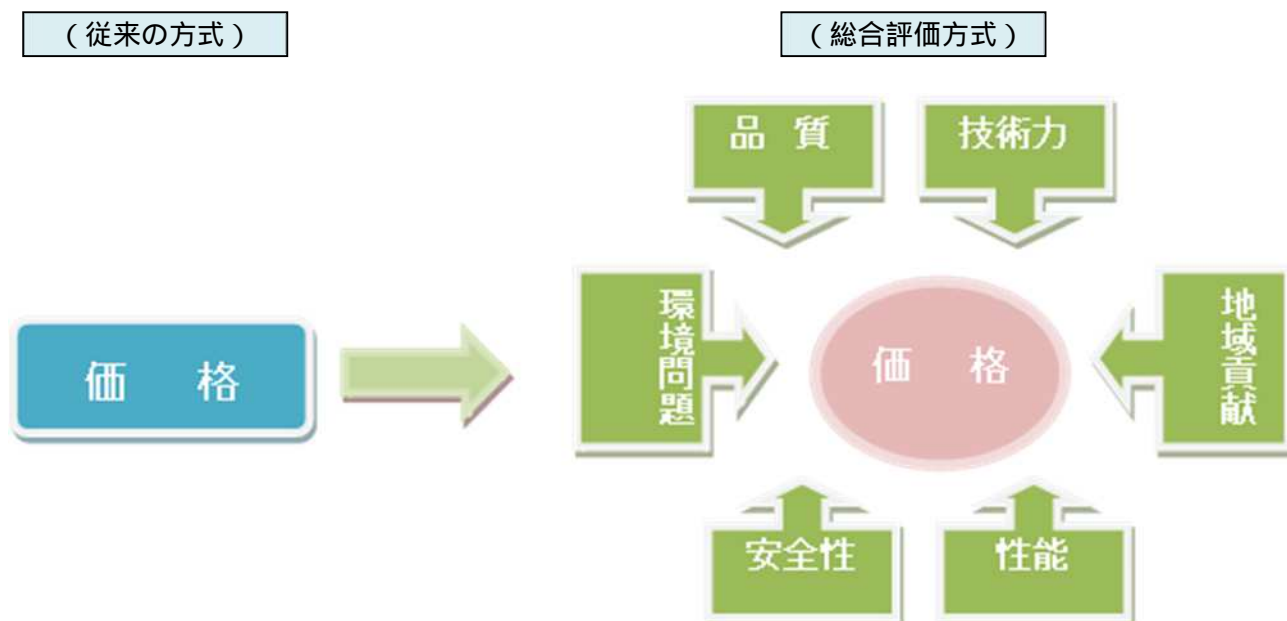 （従来の方式）
（総合評価方式）
品　質
技術力
環境問題
価　格
価　格
地域貢献
安全性
性能